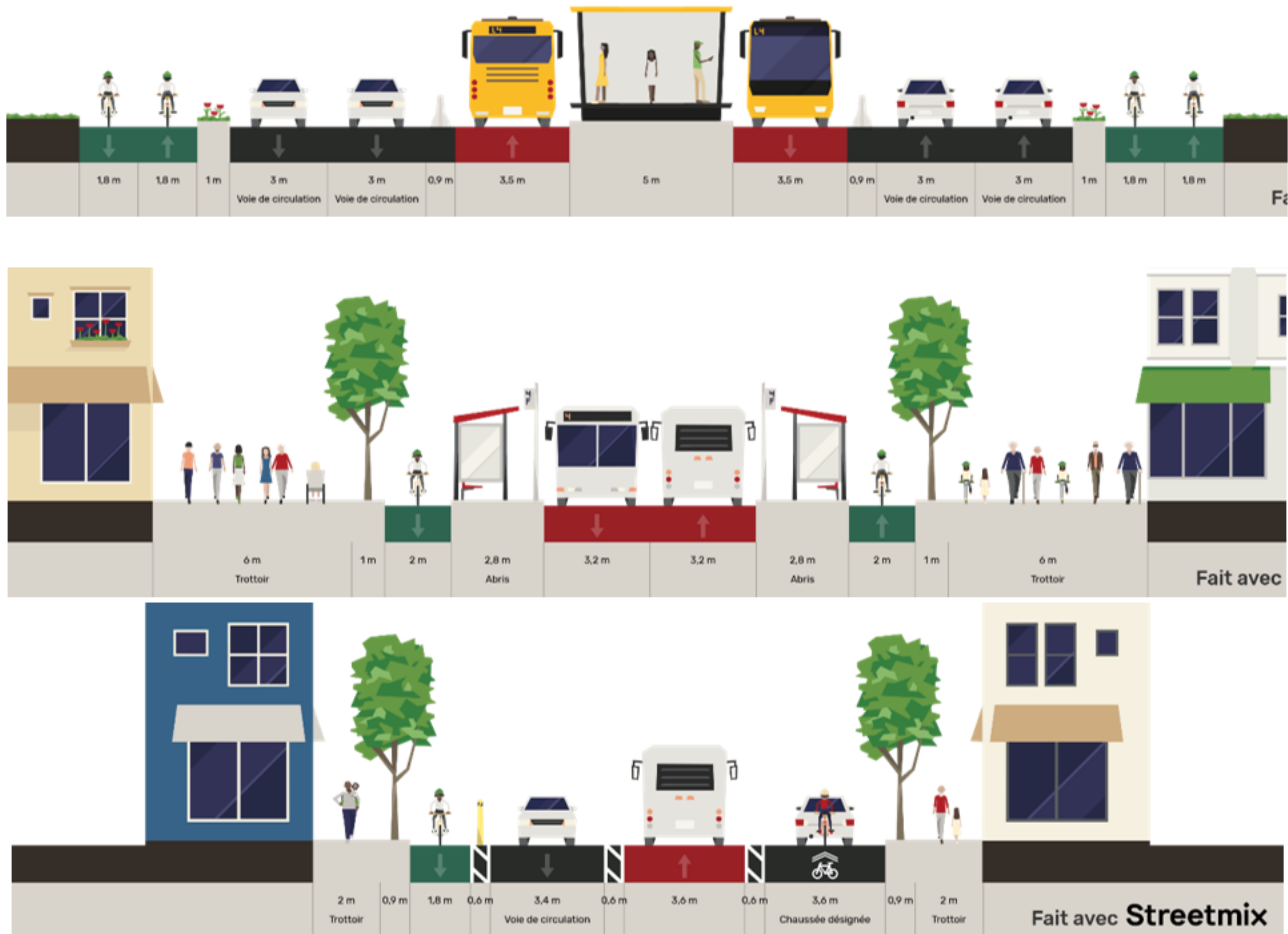 L4 L4
1,8 m 1,8 m 1 m 3 m 3 m 0,9 m 3,5 m 5 m 3,5 m 0,9 m 3 m 3 m 1 m 1,8 m 1,8 m
Voie de circulation Voie de circulation Voie de circulation Voie de circulation
Fa
4
6 m 1 m 2 m 2,8 m 3,2 m 3,2 m 2,8 m 2 m 1 m 6 m
Trottoir Abris Abris Trottoir
Fait avec
2 m 0,9 m 1,8 m 0,6 m 3,4 m 0,6 m 3,6 m 0,6 m 3,6 m 0,9 m 2 m
Trottoir Voie de circulation Chaussée désignée Trottoir
Fait avec Streetmix